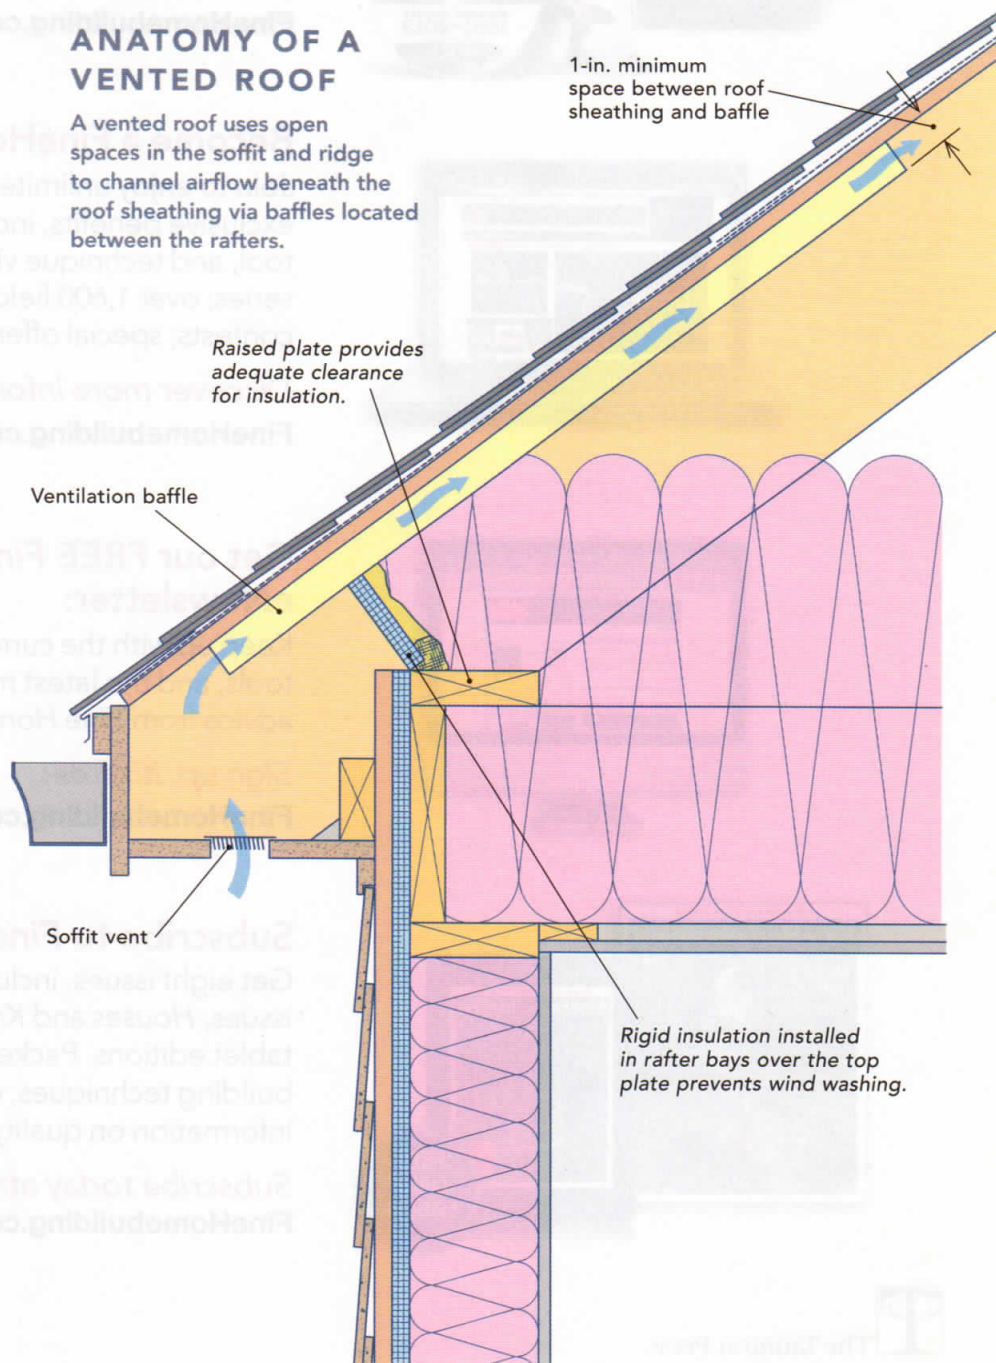 ANATOMY OF A
VENTED ROOF
A vented roof uses open
spaces in the soffit and ridge
to channel airflow beneath the
roof sheathing via baffles located
between the rafters.
1-in. minimum
space between roof
sheathing and baffle
Raised plate provides
adequate clearance
for insulation.
Ventilation baffle
Soffit vent
Rigid insulation installed
in rafter bays over the top
plate prevents wind washing.